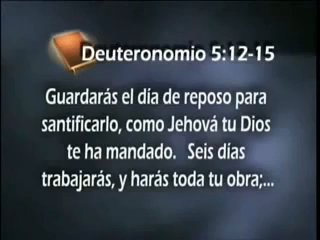 Deuteronomio 5:12-15
Guardarás el día de reposo para
santificarlo, como Jehová tu Dios
te ha mandado. Seis días
trabajarás, y harás toda tu obra;...